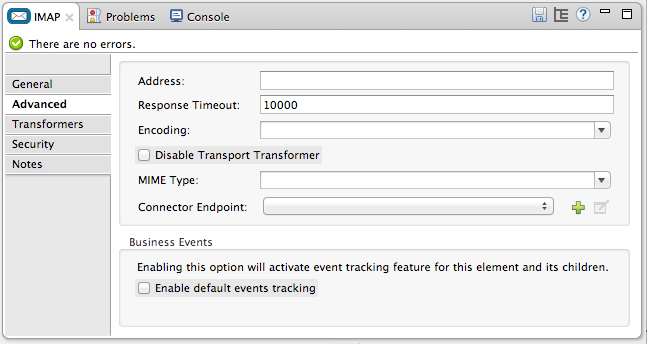 IMAP Problems Console
There are no errors.
General
Advanced
Transformers
Security
Notes
Address:
Response Timeout: 10000
Encoding:
Disable Transport Transformer
MIME Type:
Connector Endpoint:
Business Events
Enabling this option will activate event tracking feature for this element and its children.
Enable default events tracking